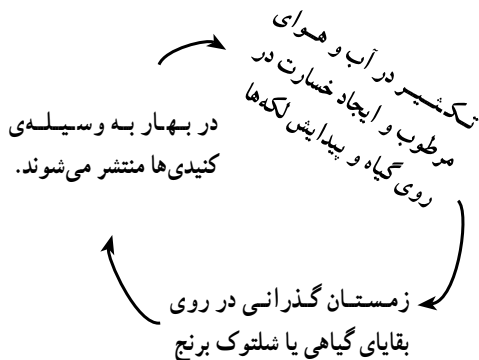 تکثیر در آب و هوای
مرطوب و ایجاد خسارت در
روی گیاه و پیدایش لکه‌ها
در بهار به وسیله‌ی
کنیدی‌ها منتشر می‌شوند.
زمستان گذرانی در روی
بقایای گیاهی یا شلتوک برنج